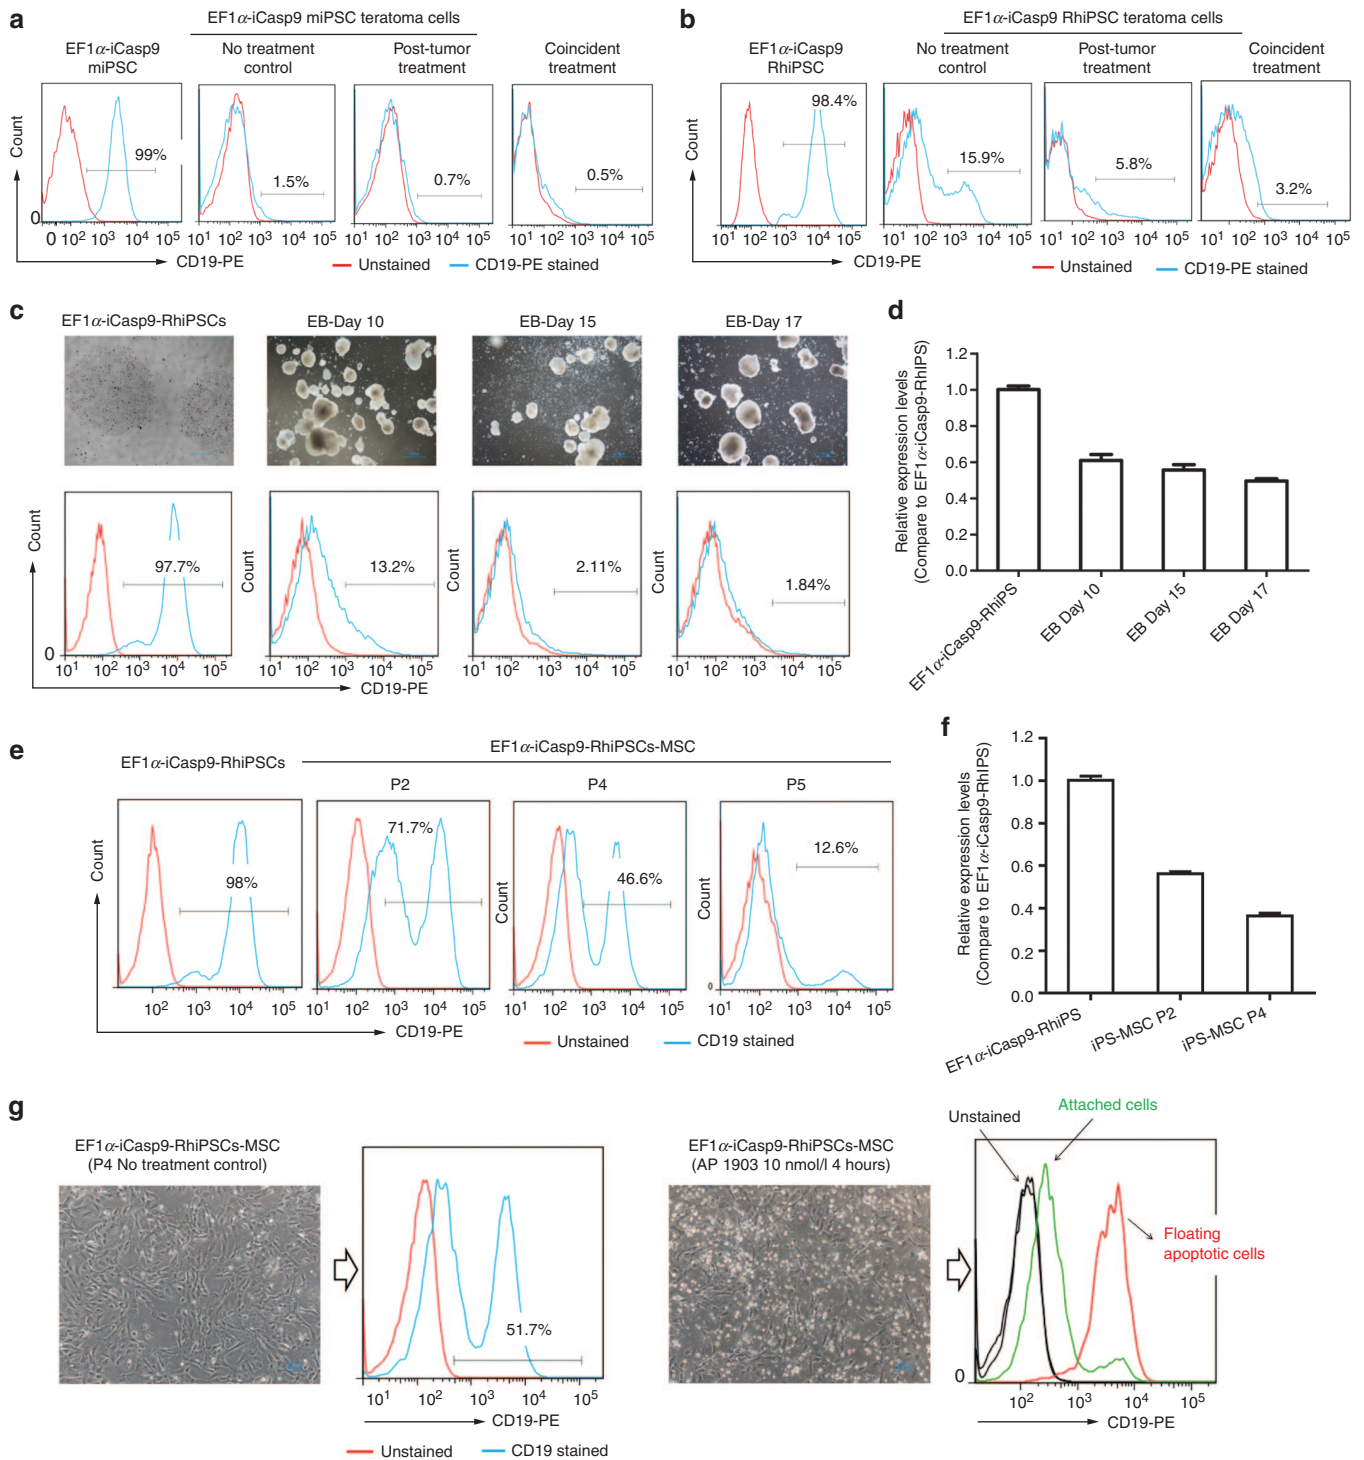 a
EF1α-iCasp9 miPSC teratoma cells
EF1α-iCasp9
miPSC
No treatment
control
Post-tumor
treatment
Coincident
treatment
Count
99%
1.5%
0.7%
0.5%
0
0 10² 10³ 10⁴ 10⁵
10¹ 10² 10³ 10⁴ 10⁵
10¹ 10² 10³ 10⁴ 10⁵
10¹ 10² 10³ 10⁴ 10⁵
CD19-PE
Unstained
CD19-PE stained
b
EF1α-iCasp9 RhiPSC teratoma cells
EF1α-iCasp9
RhiPSC
No treatment
control
Post-tumor
treatment
Coincident
treatment
Count
98.4%
15.9%
5.8%
3.2%
10¹ 10² 10³ 10⁴ 10⁵
10¹ 10² 10³ 10⁴ 10⁵
10¹ 10² 10³ 10⁴ 10⁵
10¹ 10² 10³ 10⁴ 10⁵
CD19-PE
Unstained
CD19-PE stained
c
EF1α-iCasp9-RhiPSCs
EB-Day 10
EB-Day 15
EB-Day 17
Count
97.7%
Count
13.2%
Count
2.11%
Count
1.84%
0
10¹ 10² 10³ 10⁴ 10⁵
10¹ 10² 10³ 10⁴ 10⁵
10¹ 10² 10³ 10⁴ 10⁵
10¹ 10² 10³ 10⁴ 10⁵
CD19-PE
d
Relative expression levels
(Compare to EF1α-iCasp9-RhIPS)
1.2
1.0
0.8
0.6
0.4
0.2
0.0
EF1α-iCasp9-RhiPS
EB Day 10
EB Day 15
EB Day 17
e
EF1α-iCasp9-RhiPSCs-MSC
EF1α-iCasp9-RhiPSCs
P2
P4
P5
Count
98%
71.7%
Count
46.6%
Count
12.6%
0
10² 10³ 10⁴ 10⁵
10¹ 10² 10³ 10⁴ 10⁵
10¹ 10² 10³ 10⁴ 10⁵
10¹ 10² 10³ 10⁴ 10⁵
CD19-PE
Unstained
CD19 stained
f
Relative expression levels
(Compare to EF1α-iCasp9-RhIPS)
1.2
1.0
0.8
0.6
0.4
0.2
0.0
EF1α-iCasp9-RhiPS
iPS-MSC P2
iPS-MSC P4
g
EF1α-iCasp9-RhiPSCs-MSC
(P4 No treatment control)
51.7%
10¹ 10² 10³ 10⁴ 10⁵
CD19-PE
Unstained
CD19 stained
EF1α-iCasp9-RhiPSCs-MSC
(AP 1903 10 nmol/l 4 hours)
Unstained
Attached cells
Floating
apoptotic cells
0
10² 10³ 10⁴ 10⁵
CD19-PE